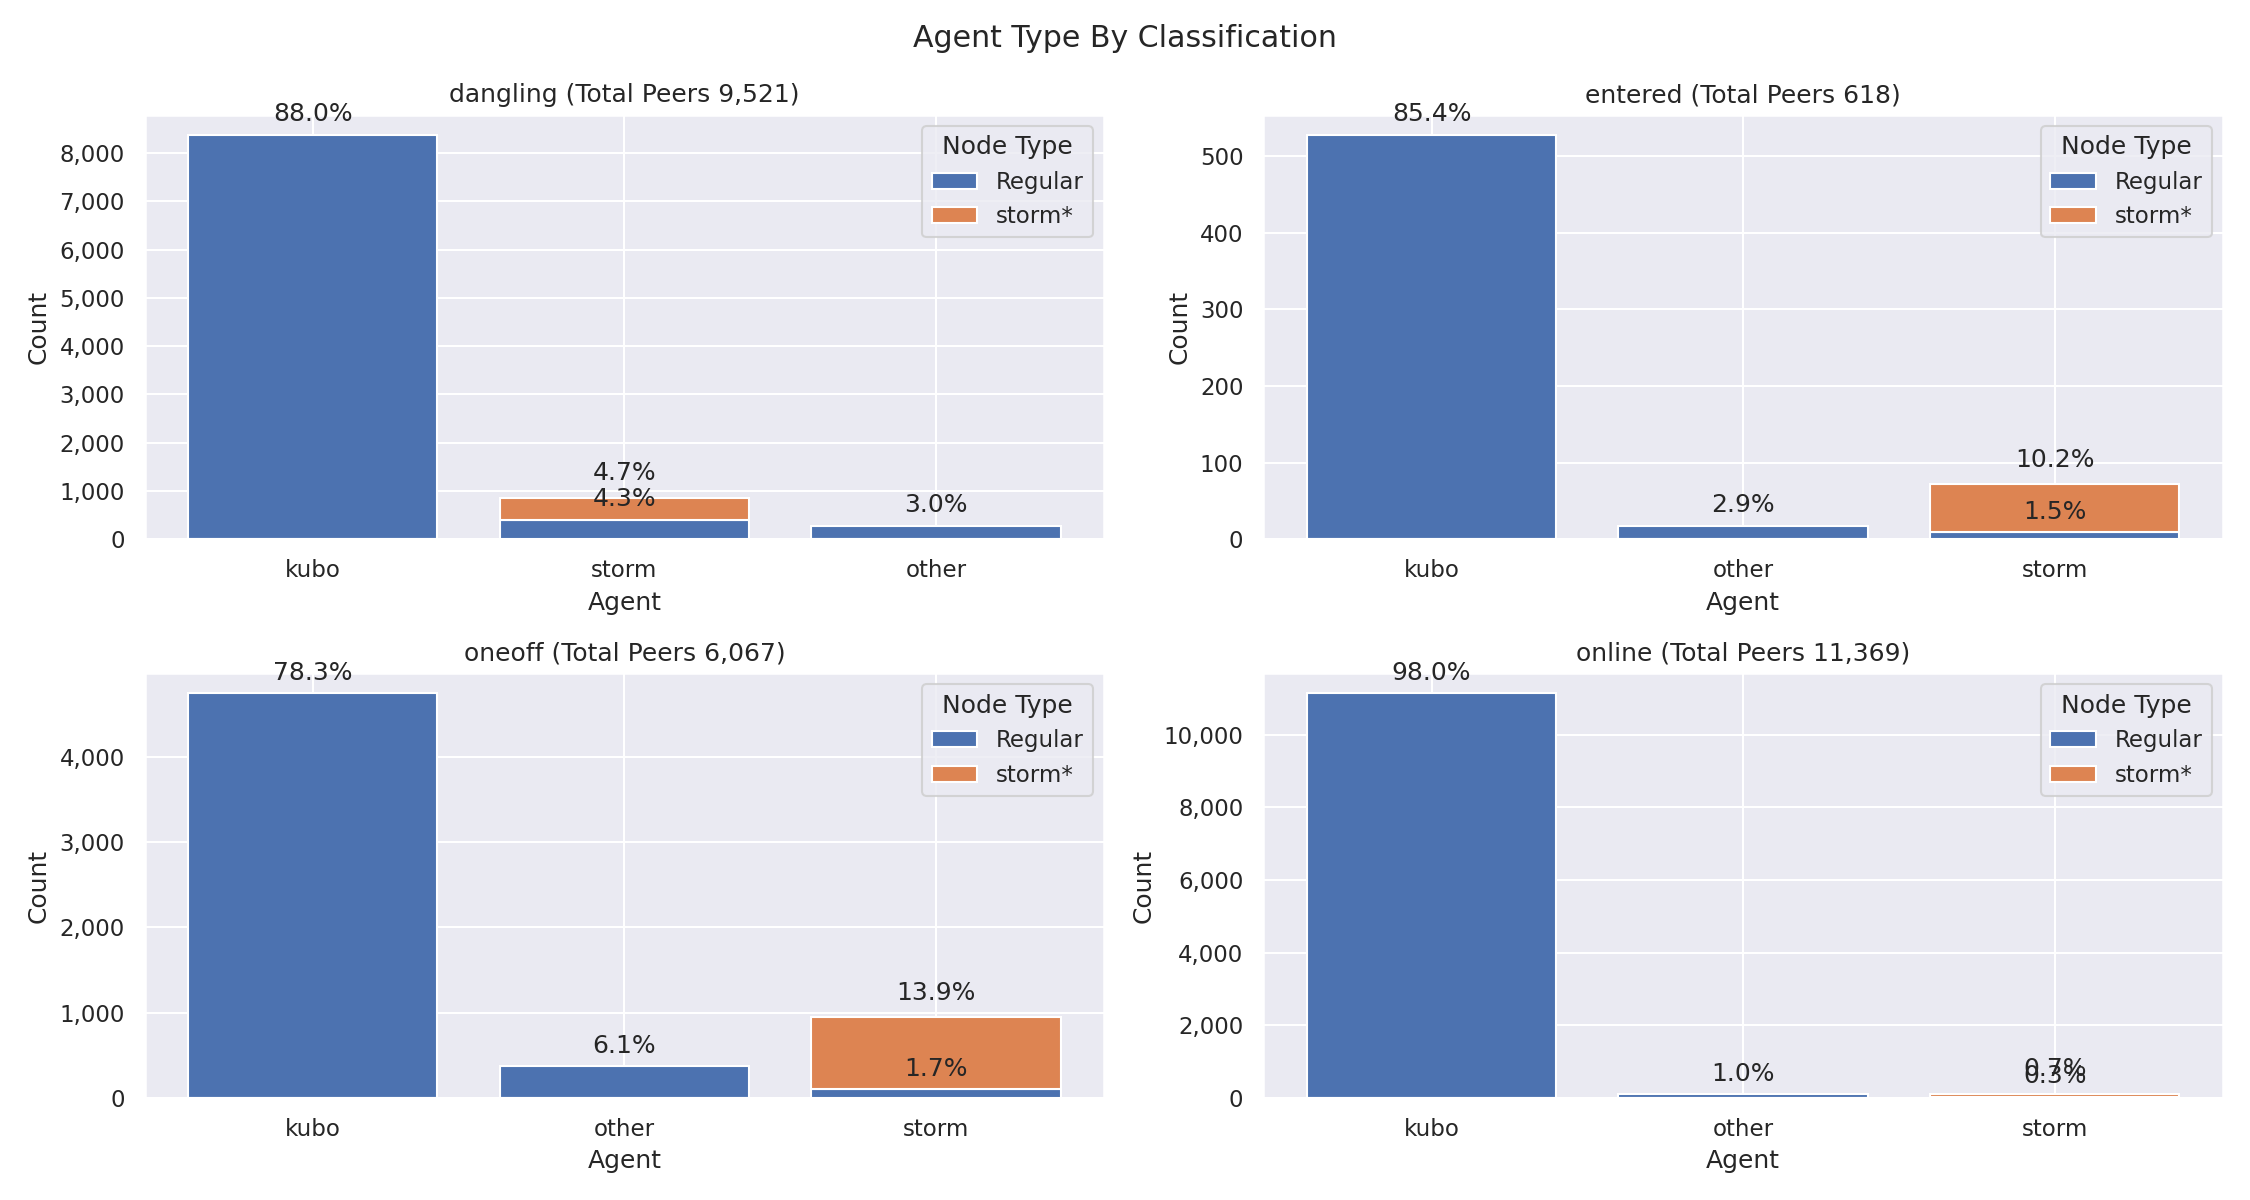 Agent Type By Classification
dangling (Total Peers 9,521)
88.0%
8,000
7,000
6,000
5,000
4,000
3,000
2,000
1,000
0
Count
4.7%
4.3%
3.0%
Node Type
Regular
storm*
kubo storm other
Agent
entered (Total Peers 618)
85.4%
500
400
300
200
100
0
Count
2.9%
10.2%
1.5%
Node Type
Regular
storm*
kubo other storm
Agent
oneoff (Total Peers 6,067)
78.3%
4,000
3,000
2,000
1,000
0
Count
6.1%
13.9%
1.7%
Node Type
Regular
storm*
kubo other storm
Agent
online (Total Peers 11,369)
98.0%
10,000
8,000
6,000
4,000
2,000
0
Count
1.0%
0.7%
0.3%
Node Type
Regular
storm*
kubo other storm
Agent